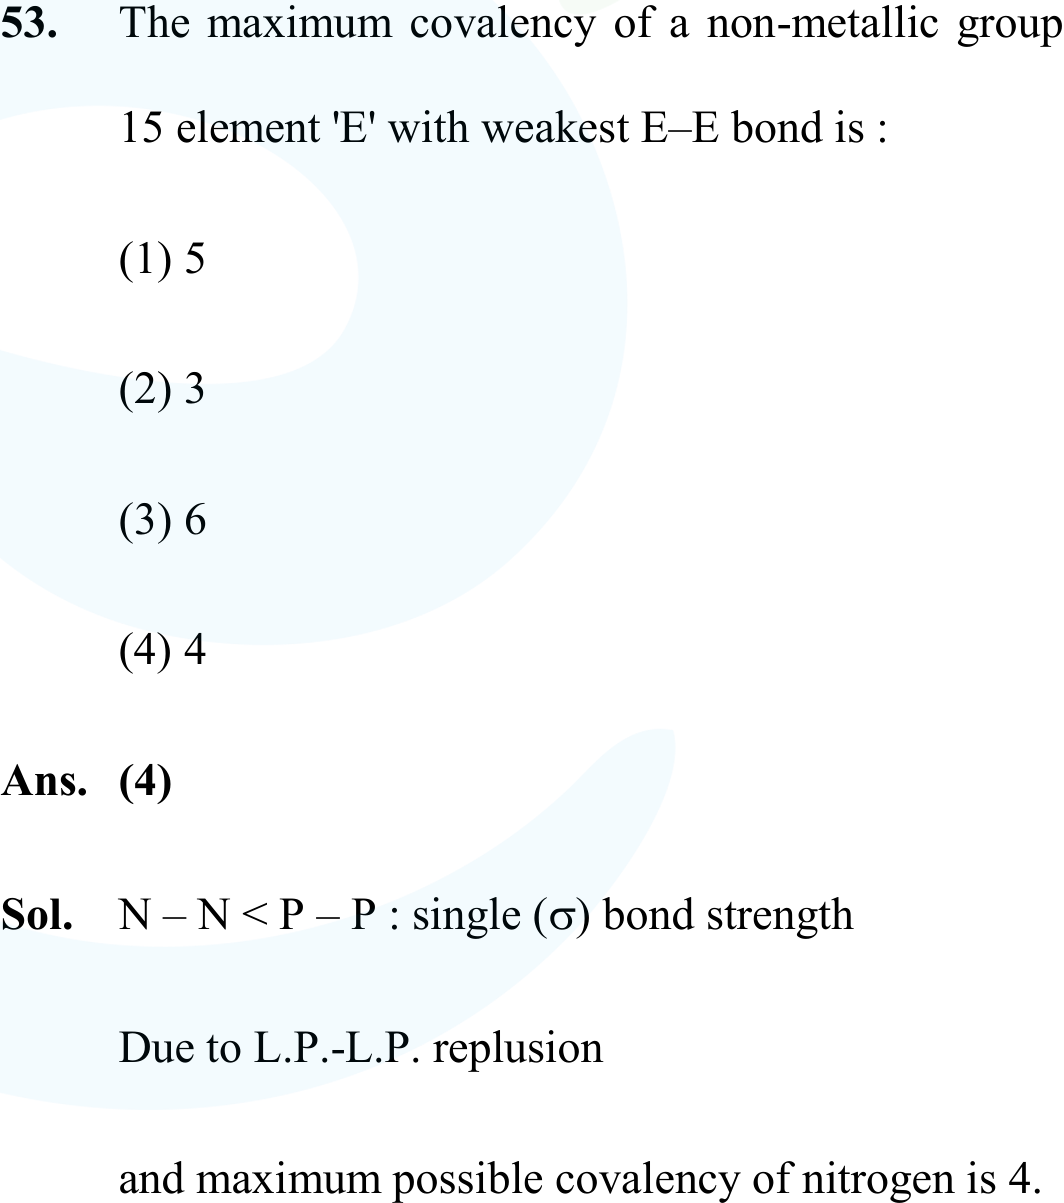 53. The maximum covalency of a non-metallic group
15 element 'E' with weakest E–E bond is :
(1) 5
(2) 3
(3) 6
(4) 4
Ans. (4)
Sol. N – N < P – P : single (σ) bond strength
Due to L.P.-L.P. replusion
and maximum possible covalency of nitrogen is 4.